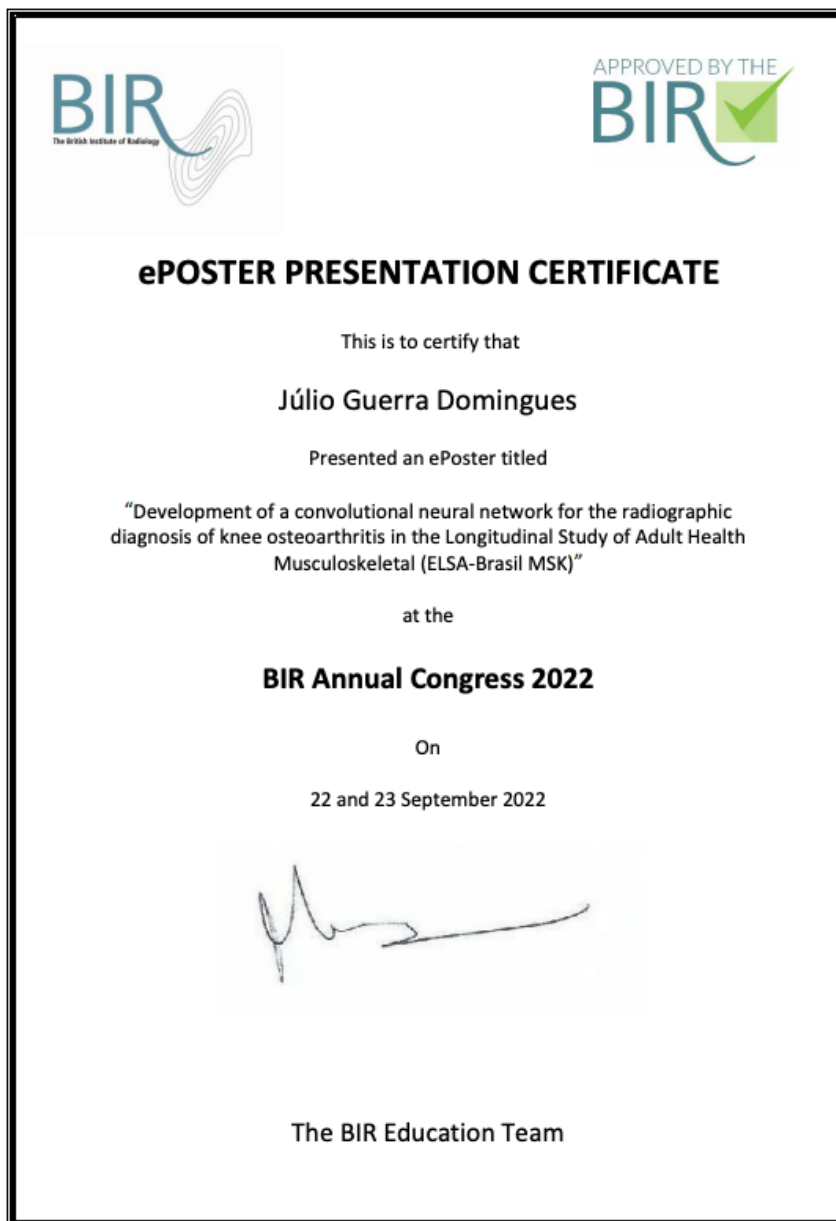 BIR
The British Institute of Radiology
APPROVED BY THE
BIR
ePOSTER PRESENTATION CERTIFICATE
This is to certify that
Júlio Guerra Domingues
Presented an ePoster titled
“Development of a convolutional neural network for the radiographic
diagnosis of knee osteoarthritis in the Longitudinal Study of Adult Health
Musculoskeletal (ELSA-Brasil MSK)”
at the
BIR Annual Congress 2022
On
22 and 23 September 2022
The BIR Education Team